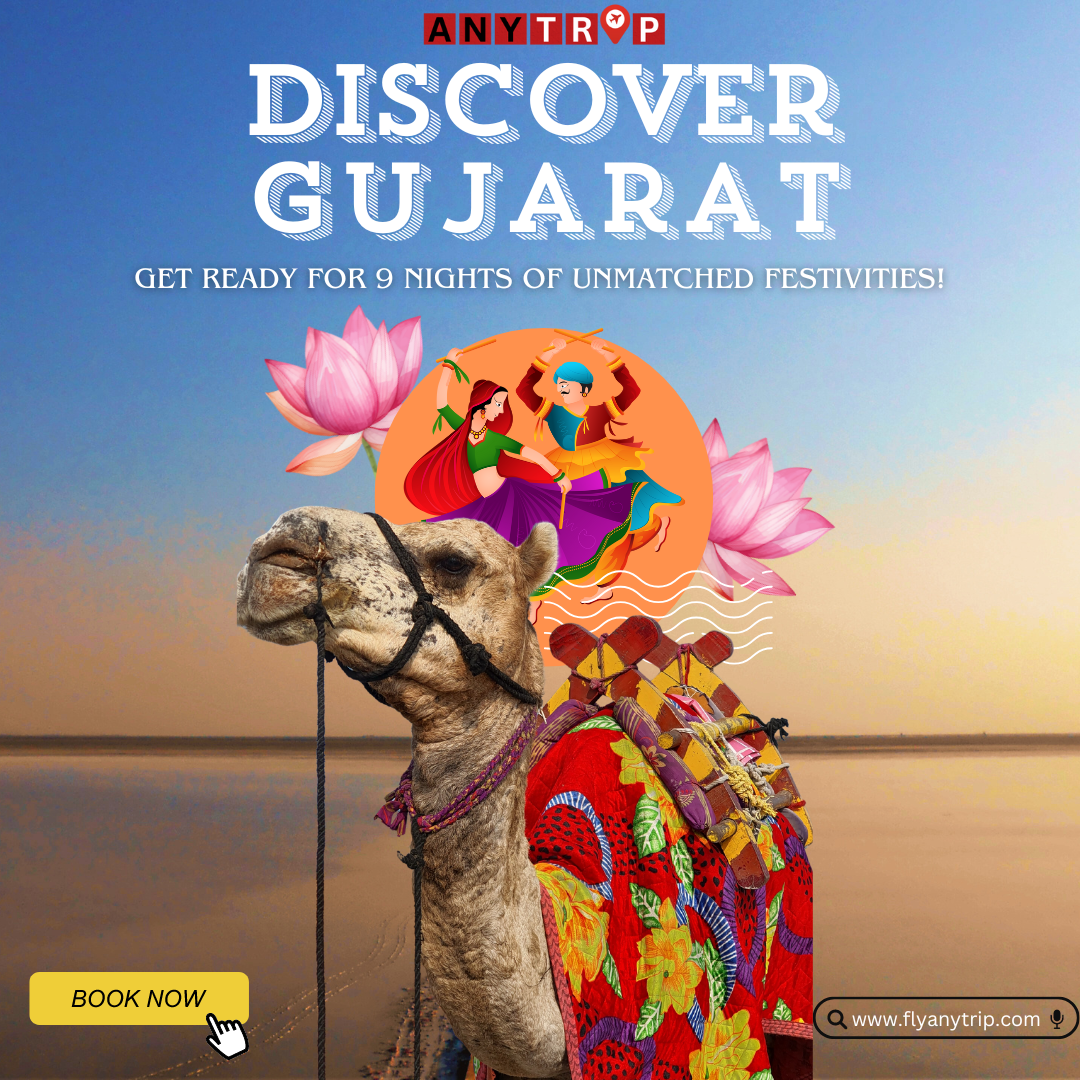 ANYTRIP
DISCOVER
GUJARAT
GET READY FOR 9 NIGHTS OF UNMATCHED FESTIVITIES!
BOOK NOW
www.flyanytrip.com